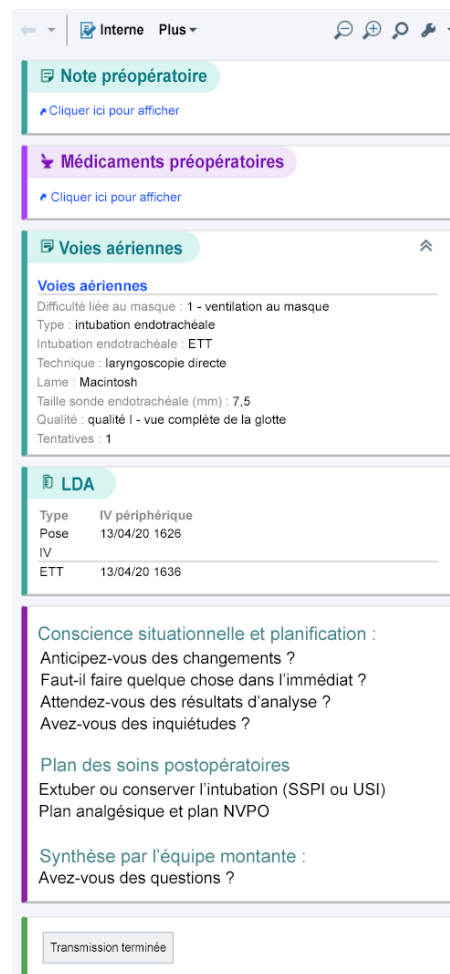 Interne Plus
Note préopératoire
Cliquer ici pour afficher
Médicaments préopératoires
Cliquer ici pour afficher
Voies aériennes
Voies aériennes
Difficulté liée au masque : 1 - ventilation au masque
Type : intubation endotrachéale
Intubation endotrachéale : ETT
Technique : laryngoscopie directe
Lame : Macintosh
Taille sonde endotrachéale (mm) : 7,5
Qualité : qualité I - vue complète de la glotte
Tentatives : 1
LDA
Type IV périphérique
Pose 13/04/20 1626
IV
ETT 13/04/20 1636
Conscience situationnelle et planification :
Anticipez-vous des changements ?
Faut-il faire quelque chose dans l’immédiat ?
Attendez-vous des résultats d’analyse ?
Avez-vous des inquiétudes ?
Plan des soins postopératoires
Extuber ou conserver l’intubation (SSPI ou USI)
Plan analgésique et plan NVPO
Synthèse par l’équipe montante :
Avez-vous des questions ?
Transmission terminée